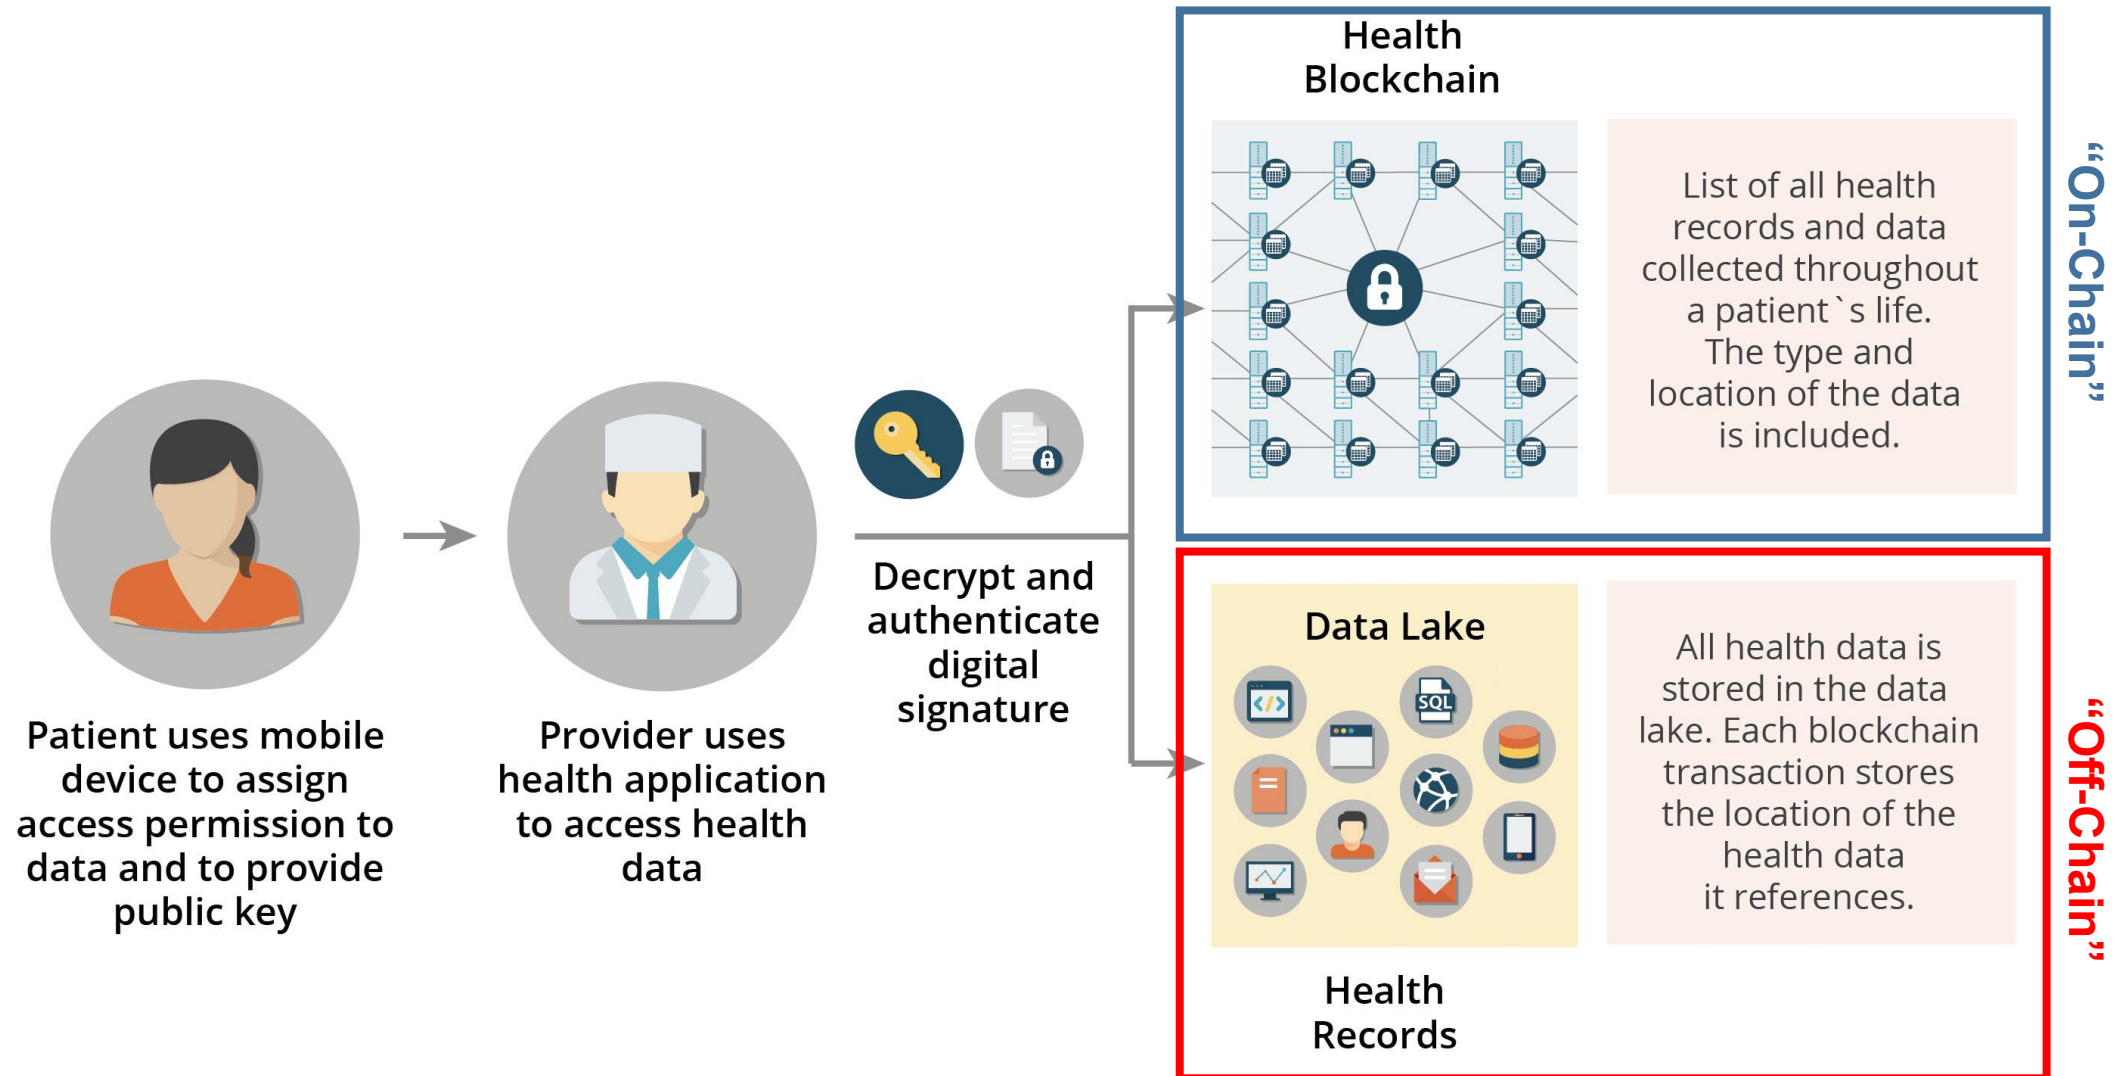 Patient uses mobile
device to assign
access permission to
data and to provide
public key
Provider uses
health application
to access health
data
Decrypt and
authenticate
digital
signature
Health
Blockchain
List of all health
records and data
collected throughout
a patient`s life.
The type and
location of the data
is included.
“On-Chain”
Data Lake
SQL
</>
All health data is
stored in the data
lake. Each blockchain
transaction stores
the location of the
health data
it references.
Health
Records
“Off-Chain”